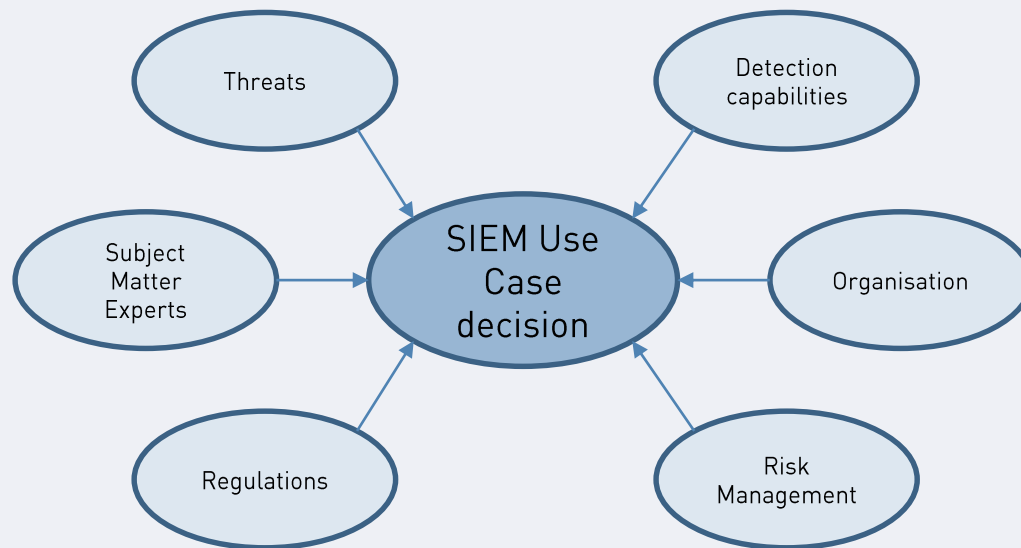 Threats
Detection
capabilities
Subject
Matter
Experts
SIEM Use
Case
decision
Organisation
Regulations
Risk
Management